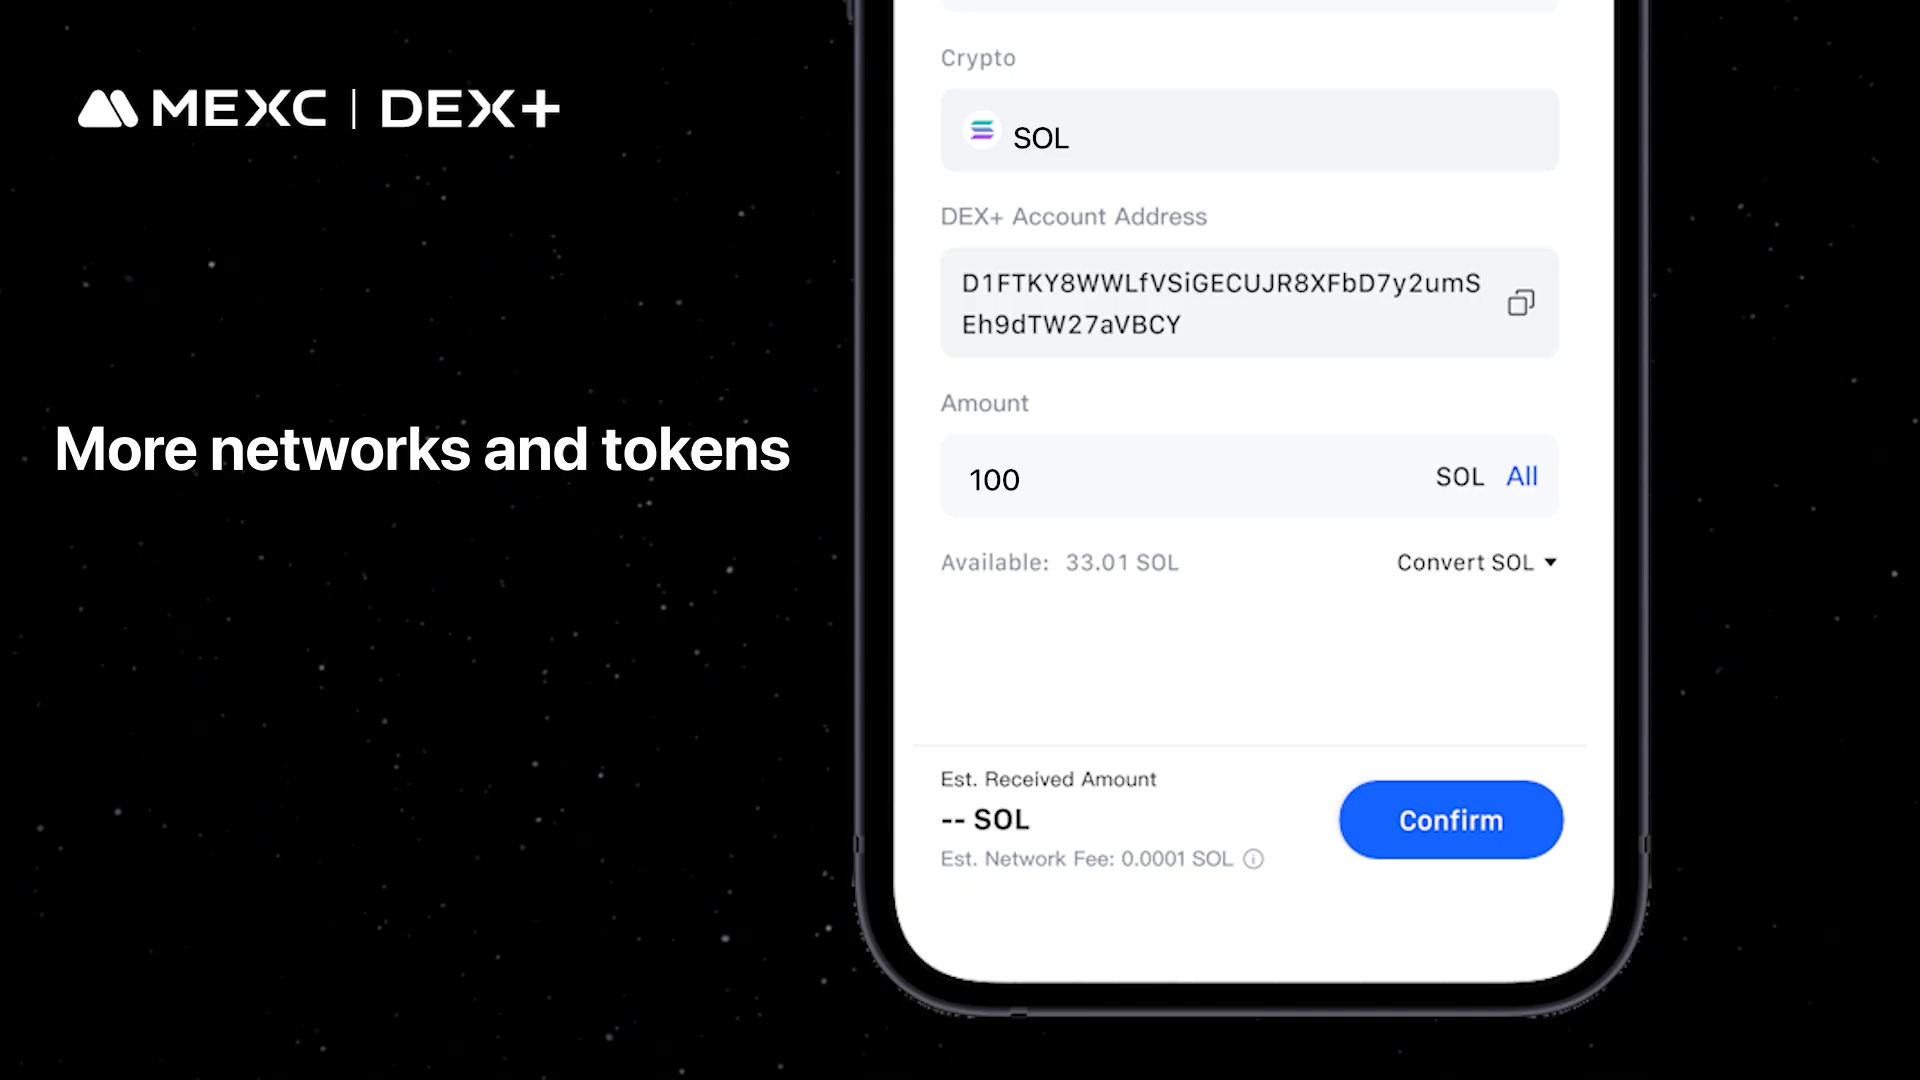 MEXC | DEX+
More networks and tokens
Crypto
SOL
DEX+ Account Address
D1FTKY8WWLfVSiGECUJR8XFbD7y2umS
Eh9dTW27aVBCY
Amount
100 SOL All
Available: 33.01 SOL Convert SOL
Est. Received Amount
-- SOL
Est. Network Fee: 0.0001 SOL
Confirm